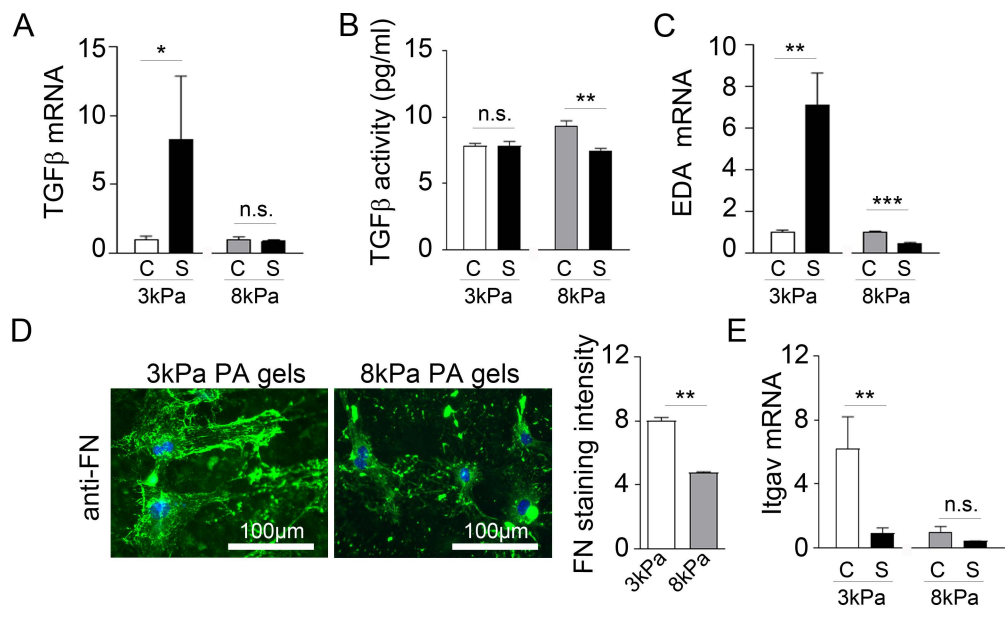 A
TGFβ mRNA
15
10
5
0
*
n.s.
C S C S
3kPa 8kPa
B
TGFβ activity (pg/ml)
15
10
5
0
n.s.
**
C S C S
3kPa 8kPa
C
EDA mRNA
10
8
6
4
2
0
**
***
C S C S
3kPa 8kPa
D
3kPa PA gels 8kPa PA gels
anti-FN
100µm 100µm
FN staining intensity
12
8
4
0
**
3kPa 8kPa
E
Itgav mRNA
12
8
4
0
**
n.s.
C S C S
3kPa 8kPa